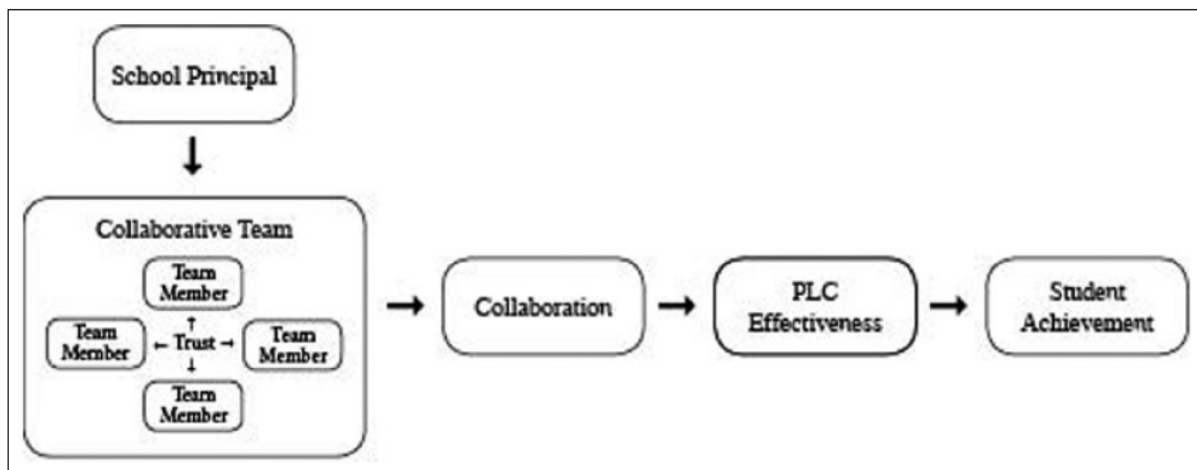 School Principal
Collaborative Team
Team
Member
Team
Member
Trust
Team
Member
Team
Member
Collaboration
PLC
Effectiveness
Student
Achievement